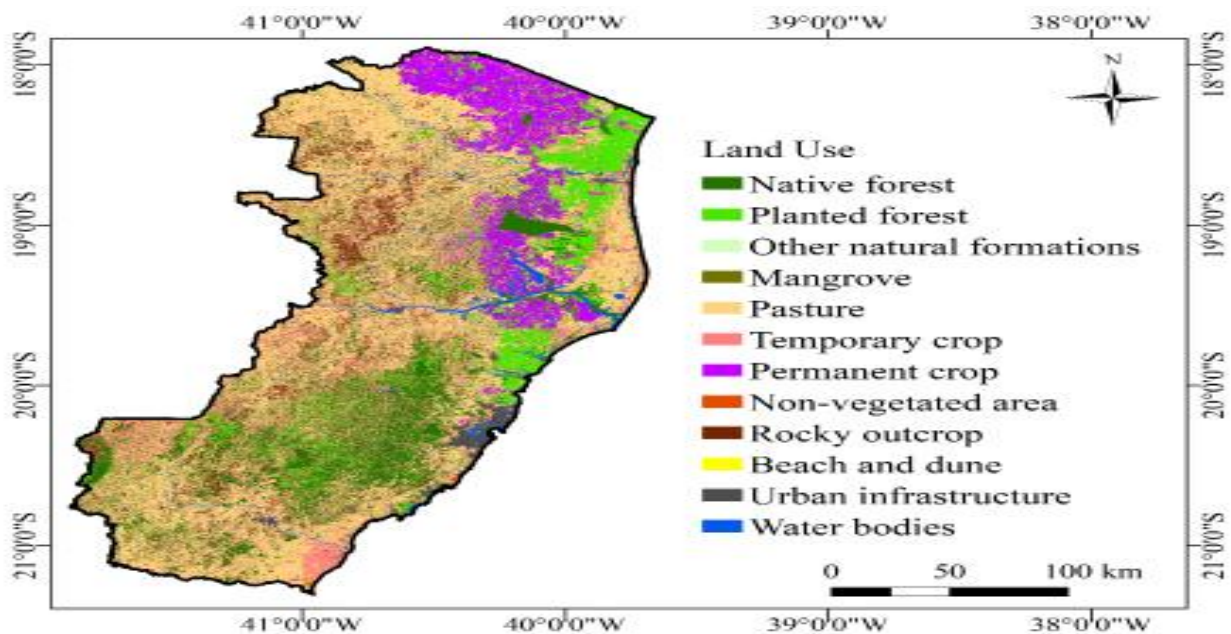 41°0'0"W 40°0'0"W 39°0'0"W 38°0'0"W
N
18°0'0"S 18°0'0"S
Land Use
Native forest
Planted forest
19°0'0"S 19°0'0"S
Other natural formations
Mangrove
Pasture
Temporary crop
Permanent crop
20°0'0"S 20°0'0"S
Non-vegetated area
Rocky outcrop
Beach and dune
Urban infrastructure
Water bodies
21°0'0"S 21°0'0"S
0 50 100 km
41°0'0"W 40°0'0"W 39°0'0"W 38°0'0"W